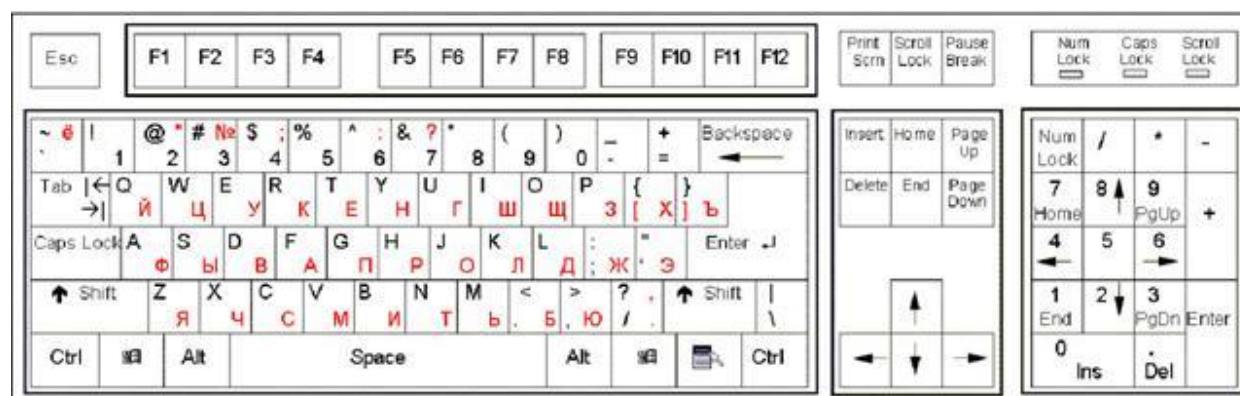 Esc F1 F2 F3 F4 F5 F6 F7 F8 F9 F10 F11 F12 Print Scrn Scroll Lock Pause Break Num Lock Caps Lock Scroll Lock
~ ё ` ! 1 @ " 2 # № 3 $ ; 4 % 5 ^ : 6 & ? 7 * 8 ( 9 ) 0 _ - + = Backspace Insert Home Page Up Num Lock / * -
Tab Q Й W Ц E У R К T Е Y Н U Г I Ш O Щ P З { [ Х } ] Ъ Delete End Page Down 7 Home 8 9 PgUp +
Caps Lock A Ф S Ы D В F А G П H Р J О K Л L Д : ; Ж " ' Э Enter 4 5 6
Shift Z Я X Ч C С V М B И N Т M Ь < . Б > , Ю ? , / . Shift | \ 1 End 2 3 PgDn Enter
Ctrl Alt Space Alt Ctrl 0 Ins . Del